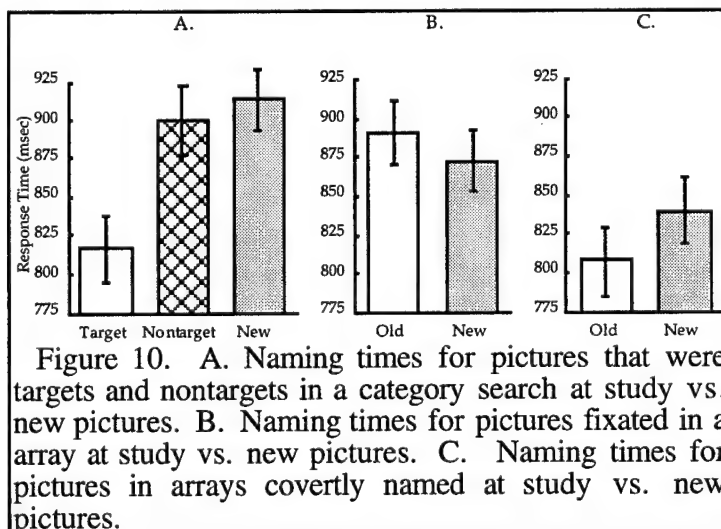 A. B. C.
Response Time (msec)
925 925 925
900 900 900
875 875 875
850 850 850
825 825 825
800 800 800
775 775 775
Target Nontarget New Old New Old New
Figure 10. A. Naming times for pictures that were
targets and nontargets in a category search at study vs.
new pictures. B. Naming times for pictures fixated in a
array at study vs. new pictures. C. Naming times for
pictures in arrays covertly named at study vs. new
pictures.